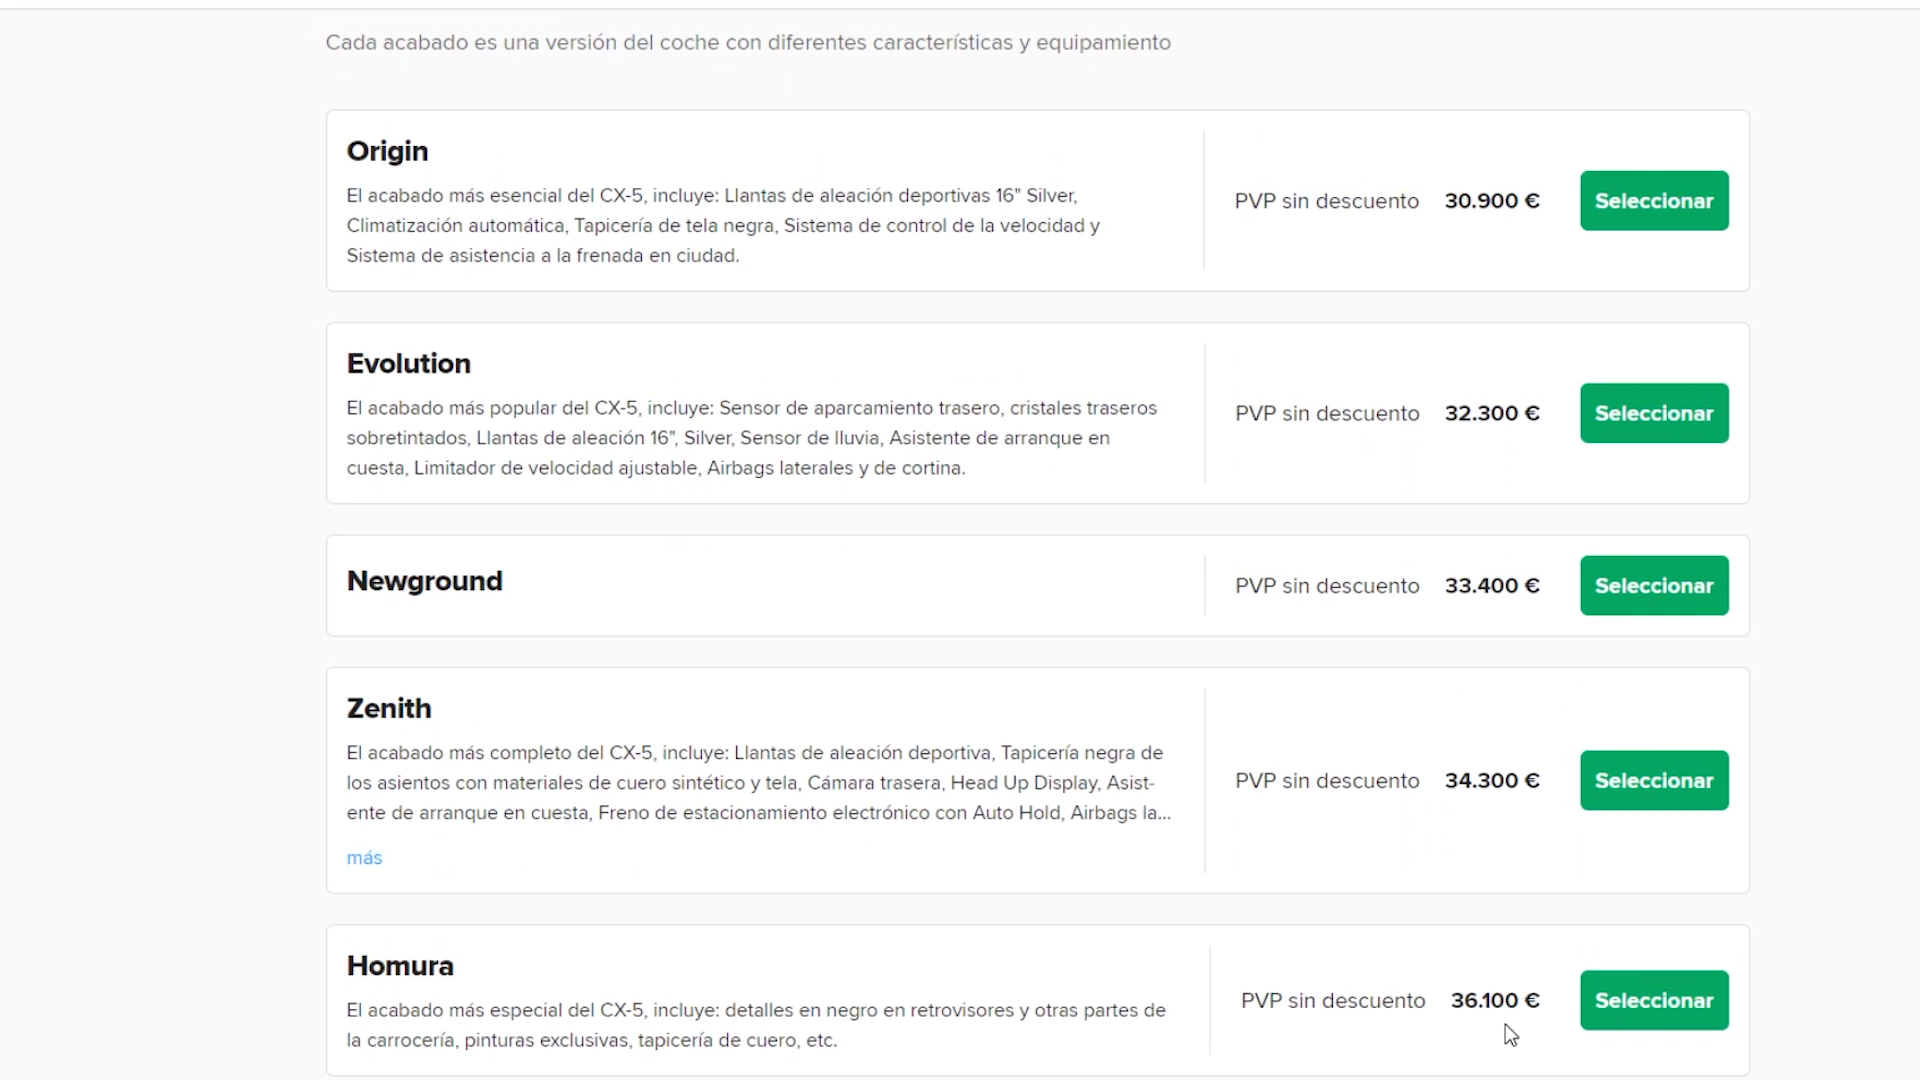 Cada acabado es una versión del coche con diferentes características y equipamiento
Origin
El acabado más esencial del CX-5, incluye: Llantas de aleación deportivas 16" Silver,
Climatización automática, Tapicería de tela negra, Sistema de control de la velocidad y
Sistema de asistencia a la frenada en ciudad.
PVP sin descuento 30.900 €
Seleccionar
Evolution
El acabado más popular del CX-5, incluye: Sensor de aparcamiento trasero, cristales traseros
sobretintados, Llantas de aleación 16", Silver, Sensor de lluvia, Asistente de arranque en
cuesta, Limitador de velocidad ajustable, Airbags laterales y de cortina.
PVP sin descuento 32.300 €
Seleccionar
Newground
PVP sin descuento 33.400 €
Seleccionar
Zenith
El acabado más completo del CX-5, incluye: Llantas de aleación deportiva, Tapicería negra de
los asientos con materiales de cuero sintético y tela, Cámara trasera, Head Up Display, Asist-
ente de arranque en cuesta, Freno de estacionamiento electrónico con Auto Hold, Airbags la...
más
PVP sin descuento 34.300 €
Seleccionar
Homura
El acabado más especial del CX-5, incluye: detalles en negro en retrovisores y otras partes de
la carrocería, pinturas exclusivas, tapicería de cuero, etc.
PVP sin descuento 36.100 €
Seleccionar